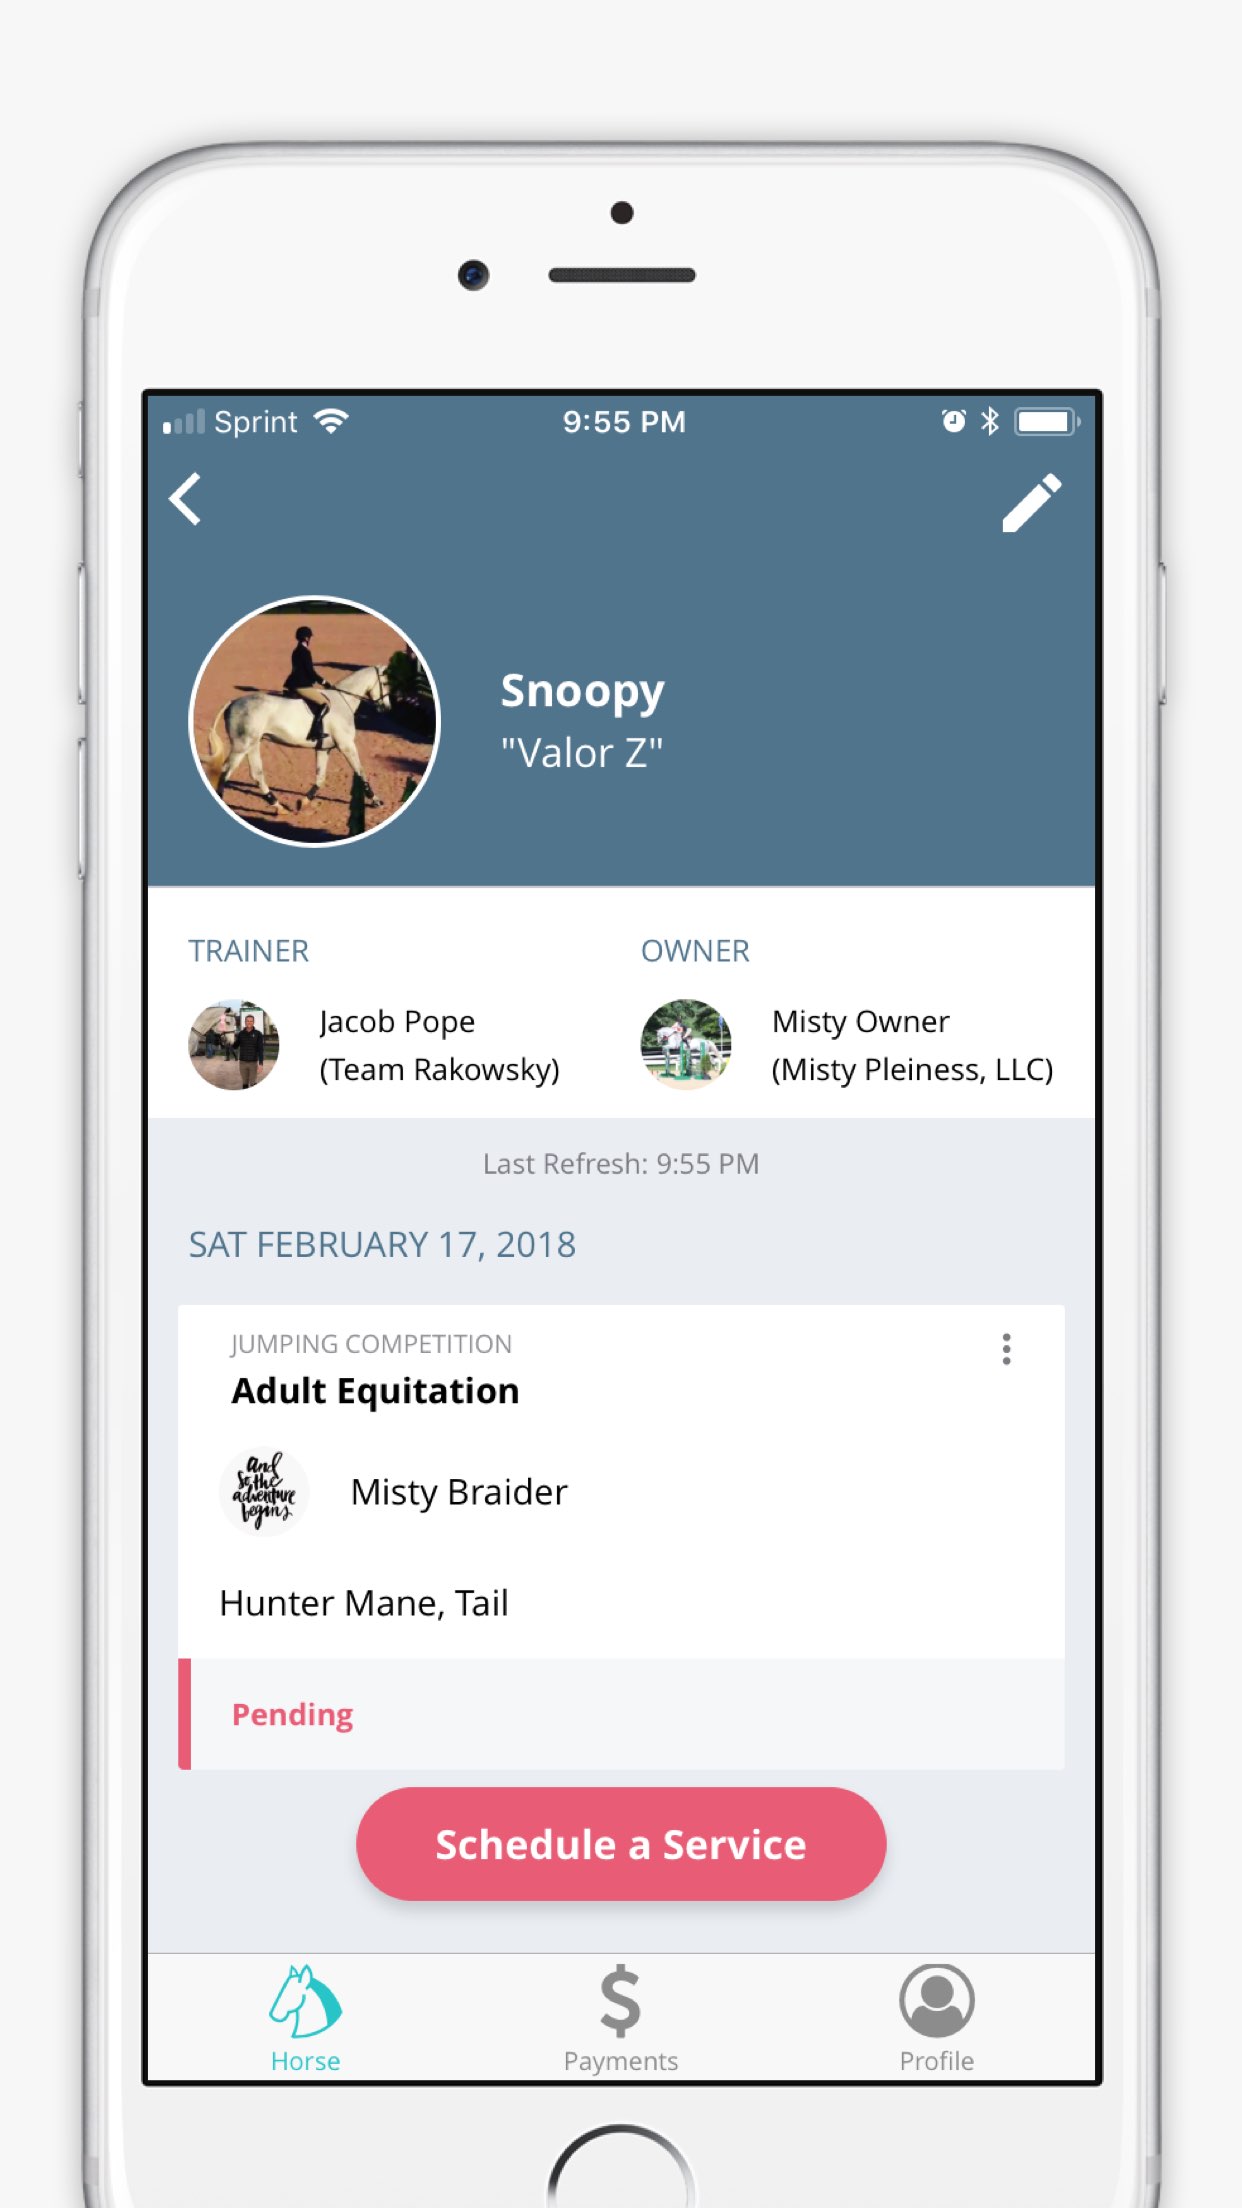 Sprint 9:55 PM
Snoopy
"Valor Z"
TRAINER
OWNER
Jacob Pope
(Team Rakowsky)
Misty Owner
(Misty Pleiness, LLC)
Last Refresh: 9:55 PM
SAT FEBRUARY 17, 2018
JUMPING COMPETITION
Adult Equitation
and
so the
adventure
begins
Misty Braider
Hunter Mane, Tail
Pending
Schedule a Service
Horse
Payments
Profile